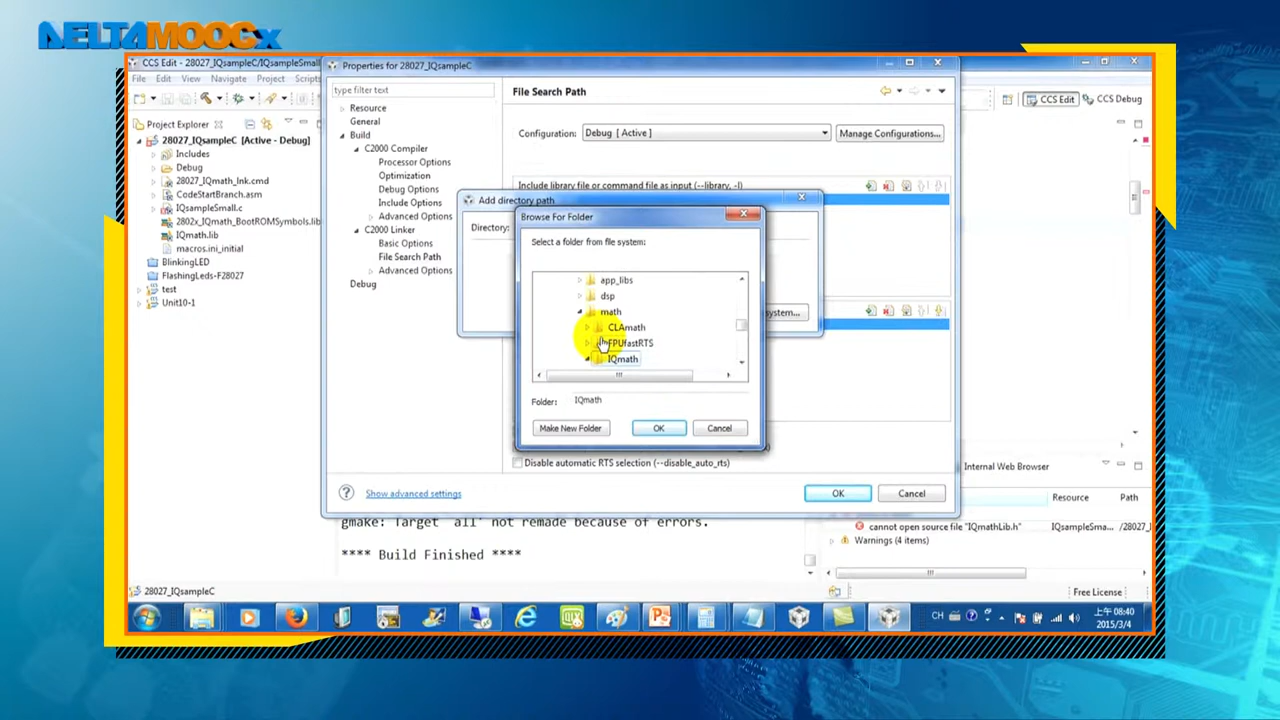 DELTAMOOCx
CCS Edit - 28027_IQsampleC/IQsampleSmall
File Edit View Navigate Project Scripts
Project Explorer
28027_IQsampleC [Active - Debug]
Includes
Debug
28027_IQmath_lnk.cmd
CodeStartBranch.asm
IQsampleSmall.c
2802x_IQmath_BootROMSymbols.lib
IQmath.lib
macros.ini_initial
BlinkingLED
FlashingLeds-F28027
test
Unit10-1
Properties for 28027_IQsampleC
type filter text
Resource
General
Build
C2000 Compiler
Processor Options
Optimization
Debug Options
Include Options
Advanced Options
C2000 Linker
Basic Options
File Search Path
Advanced Options
Debug
File Search Path
Configuration: Debug [ Active ]
Manage Configurations...
Include library file or command file as input (--library, -l)
Add directory path
Directory:
system...
Browse For Folder
Select a folder from file system:
app_libs
dsp
math
CLAmath
FPUfastRTS
IQmath
Folder: IQmath
Make New Folder OK Cancel
Disable automatic RTS selection (--disable_auto_rts)
Show advanced settings
OK Cancel
CCS Edit CCS Debug
Internal Web Browser
Resource Path
cannot open source file "IQmathLib.h" IQsampleSma... /28027_I
Warnings (4 items)
gmake: Target `all' not remade because of errors.
**** Build Finished ****
28027_IQsampleC
Free License
CH
上午 08:40
2015/3/4